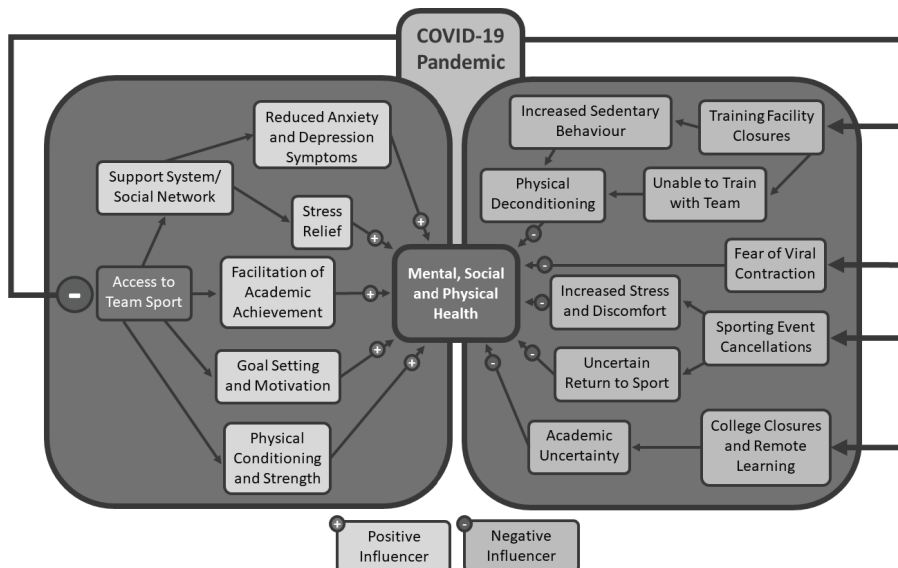 COVID-19
Pandemic
Reduced Anxiety
and Depression
Symptoms
Support System/
Social Network
Stress
Relief
Access to
Team Sport
-
Facilitation of
Academic
Achievement
Goal Setting
and Motivation
Physical
Conditioning
and Strength
+
+
+
+
+
Mental, Social
and Physical
Health
Increased Sedentary
Behaviour
Training Facility
Closures
Physical
Deconditioning
Unable to Train
with Team
-
Fear of Viral
Contraction
-
Increased Stress
and Discomfort
-
Sporting Event
Cancellations
Uncertain
Return to Sport
-
Academic
Uncertainty
-
College Closures
and Remote
Learning
+
Positive
Influencer
-
Negative
Influencer